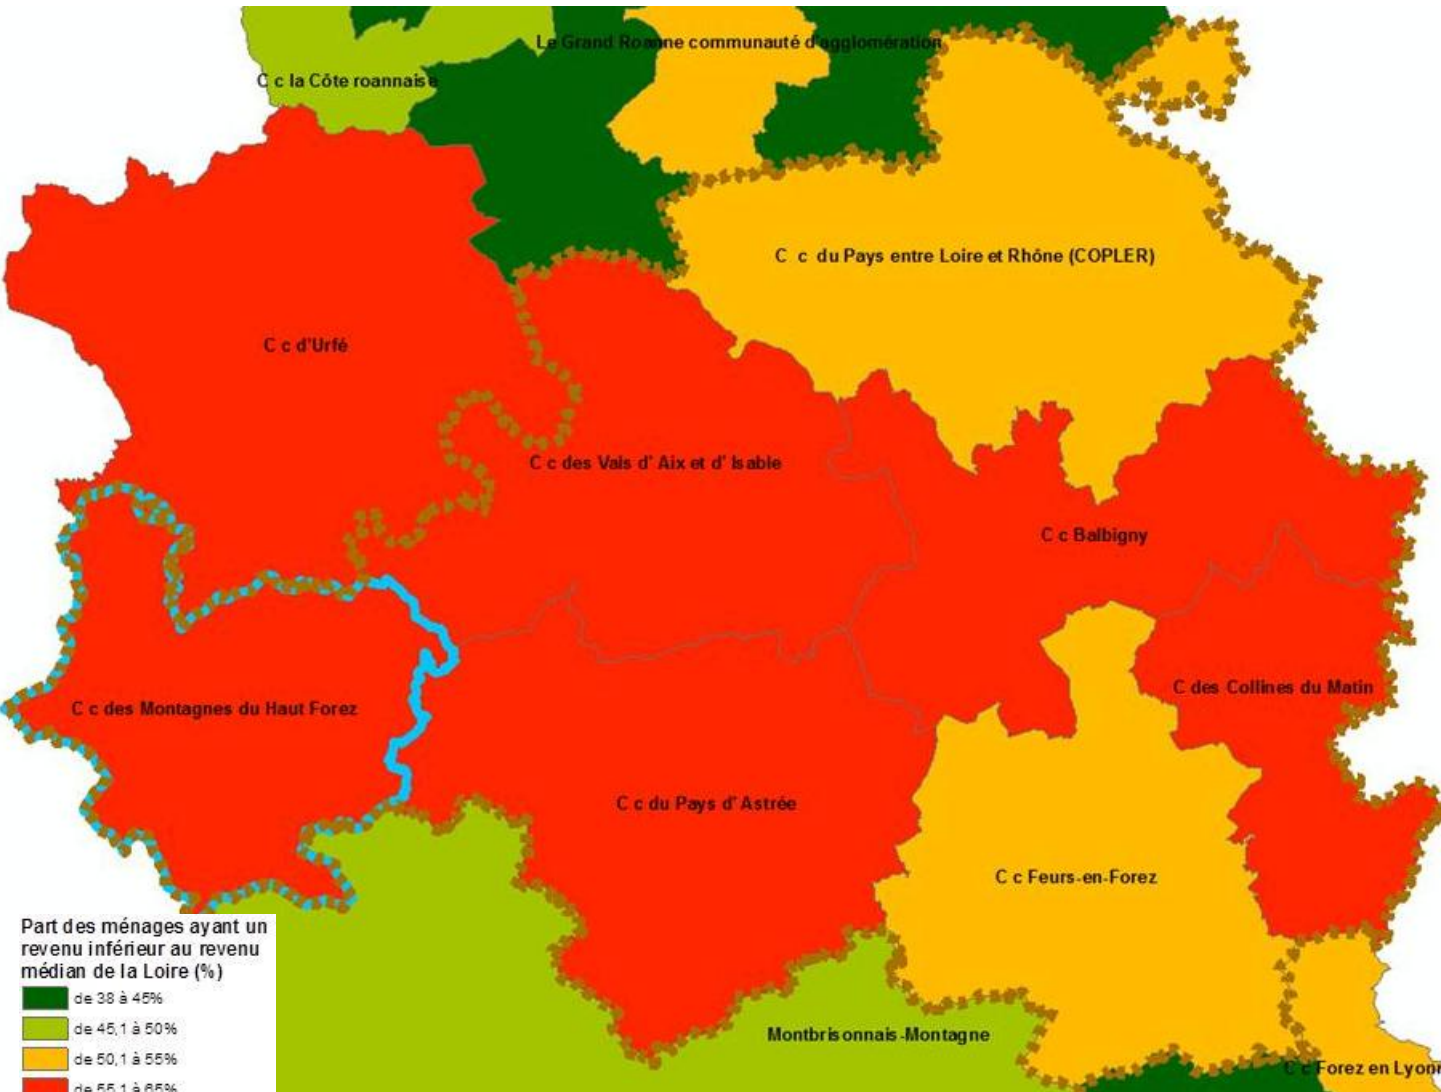 Le Grand Roanne communauté d'agglomération
C c la Côte roannaise
C c du Pays entre Loire et Rhône (COPLER)
C c d'Urfé
C c des Vals d' Aix et d' Isable
C c Balbigny
C des Collines du Matin
C c des Montagnes du Haut Forez
C c du Pays d' Astrée
C c Feurs-en-Forez
Montbrisonnais-Montagne
C c Forez en Lyonn
Part des ménages ayant un
revenu inférieur au revenu
médian de la Loire (%)
de 38 à 45%
de 45,1 à 50%
de 50,1 à 55%
de 55,1 à 65%